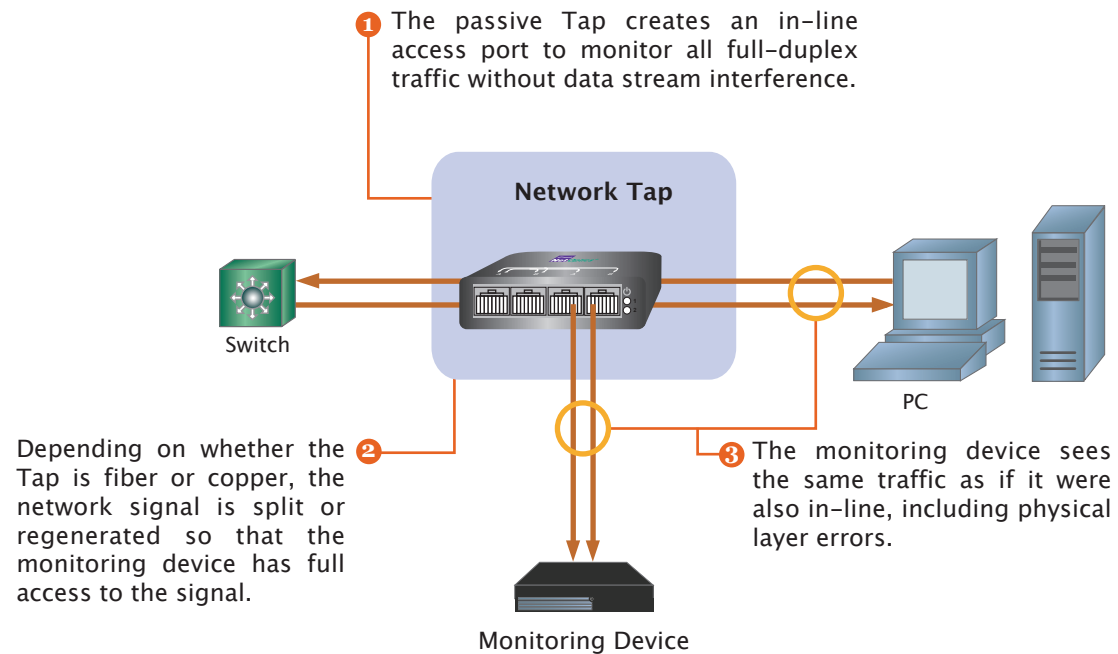 1 The passive Tap creates an in-line
access port to monitor all full-duplex
traffic without data stream interference.
Network Tap
Switch
PC
Depending on whether the 2
Tap is fiber or copper, the
network signal is split or
regenerated so that the
monitoring device has full
access to the signal.
3 The monitoring device sees
the same traffic as if it were
also in-line, including physical
layer errors.
Monitoring Device